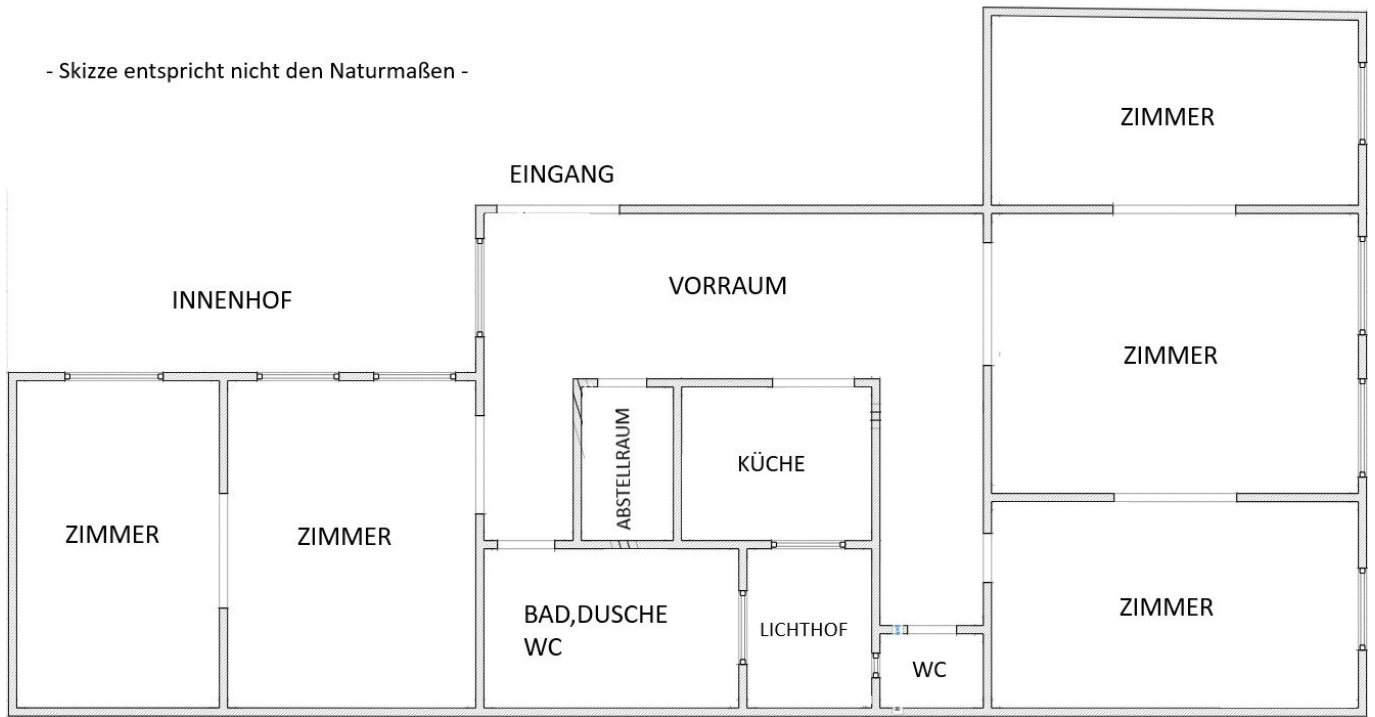 - Skizze entspricht nicht den Naturmaßen -
ZIMMER
EINGANG
VORRAUM
INNENHOF
ZIMMER
ABSTELLRAUM
KÜCHE
ZIMMER
ZIMMER
BAD,DUSCHE
WC
LICHTHOF
WC
ZIMMER